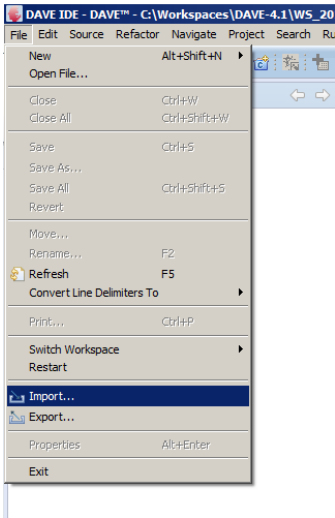 DAVE IDE - DAVE™ - C:\Workspaces\DAVE-4.1\WS_20
File Edit Source Refactor Navigate Project Search Ru
New Alt+Shift+N
Open File...
Close Ctrl+W
Close All Ctrl+Shift+W
Save Ctrl+S
Save As...
Save All Ctrl+Shift+S
Revert
Move...
Rename... F2
Refresh F5
Convert Line Delimiters To
Print... Ctrl+P
Switch Workspace
Restart
Import...
Export...
Properties Alt+Enter
Exit